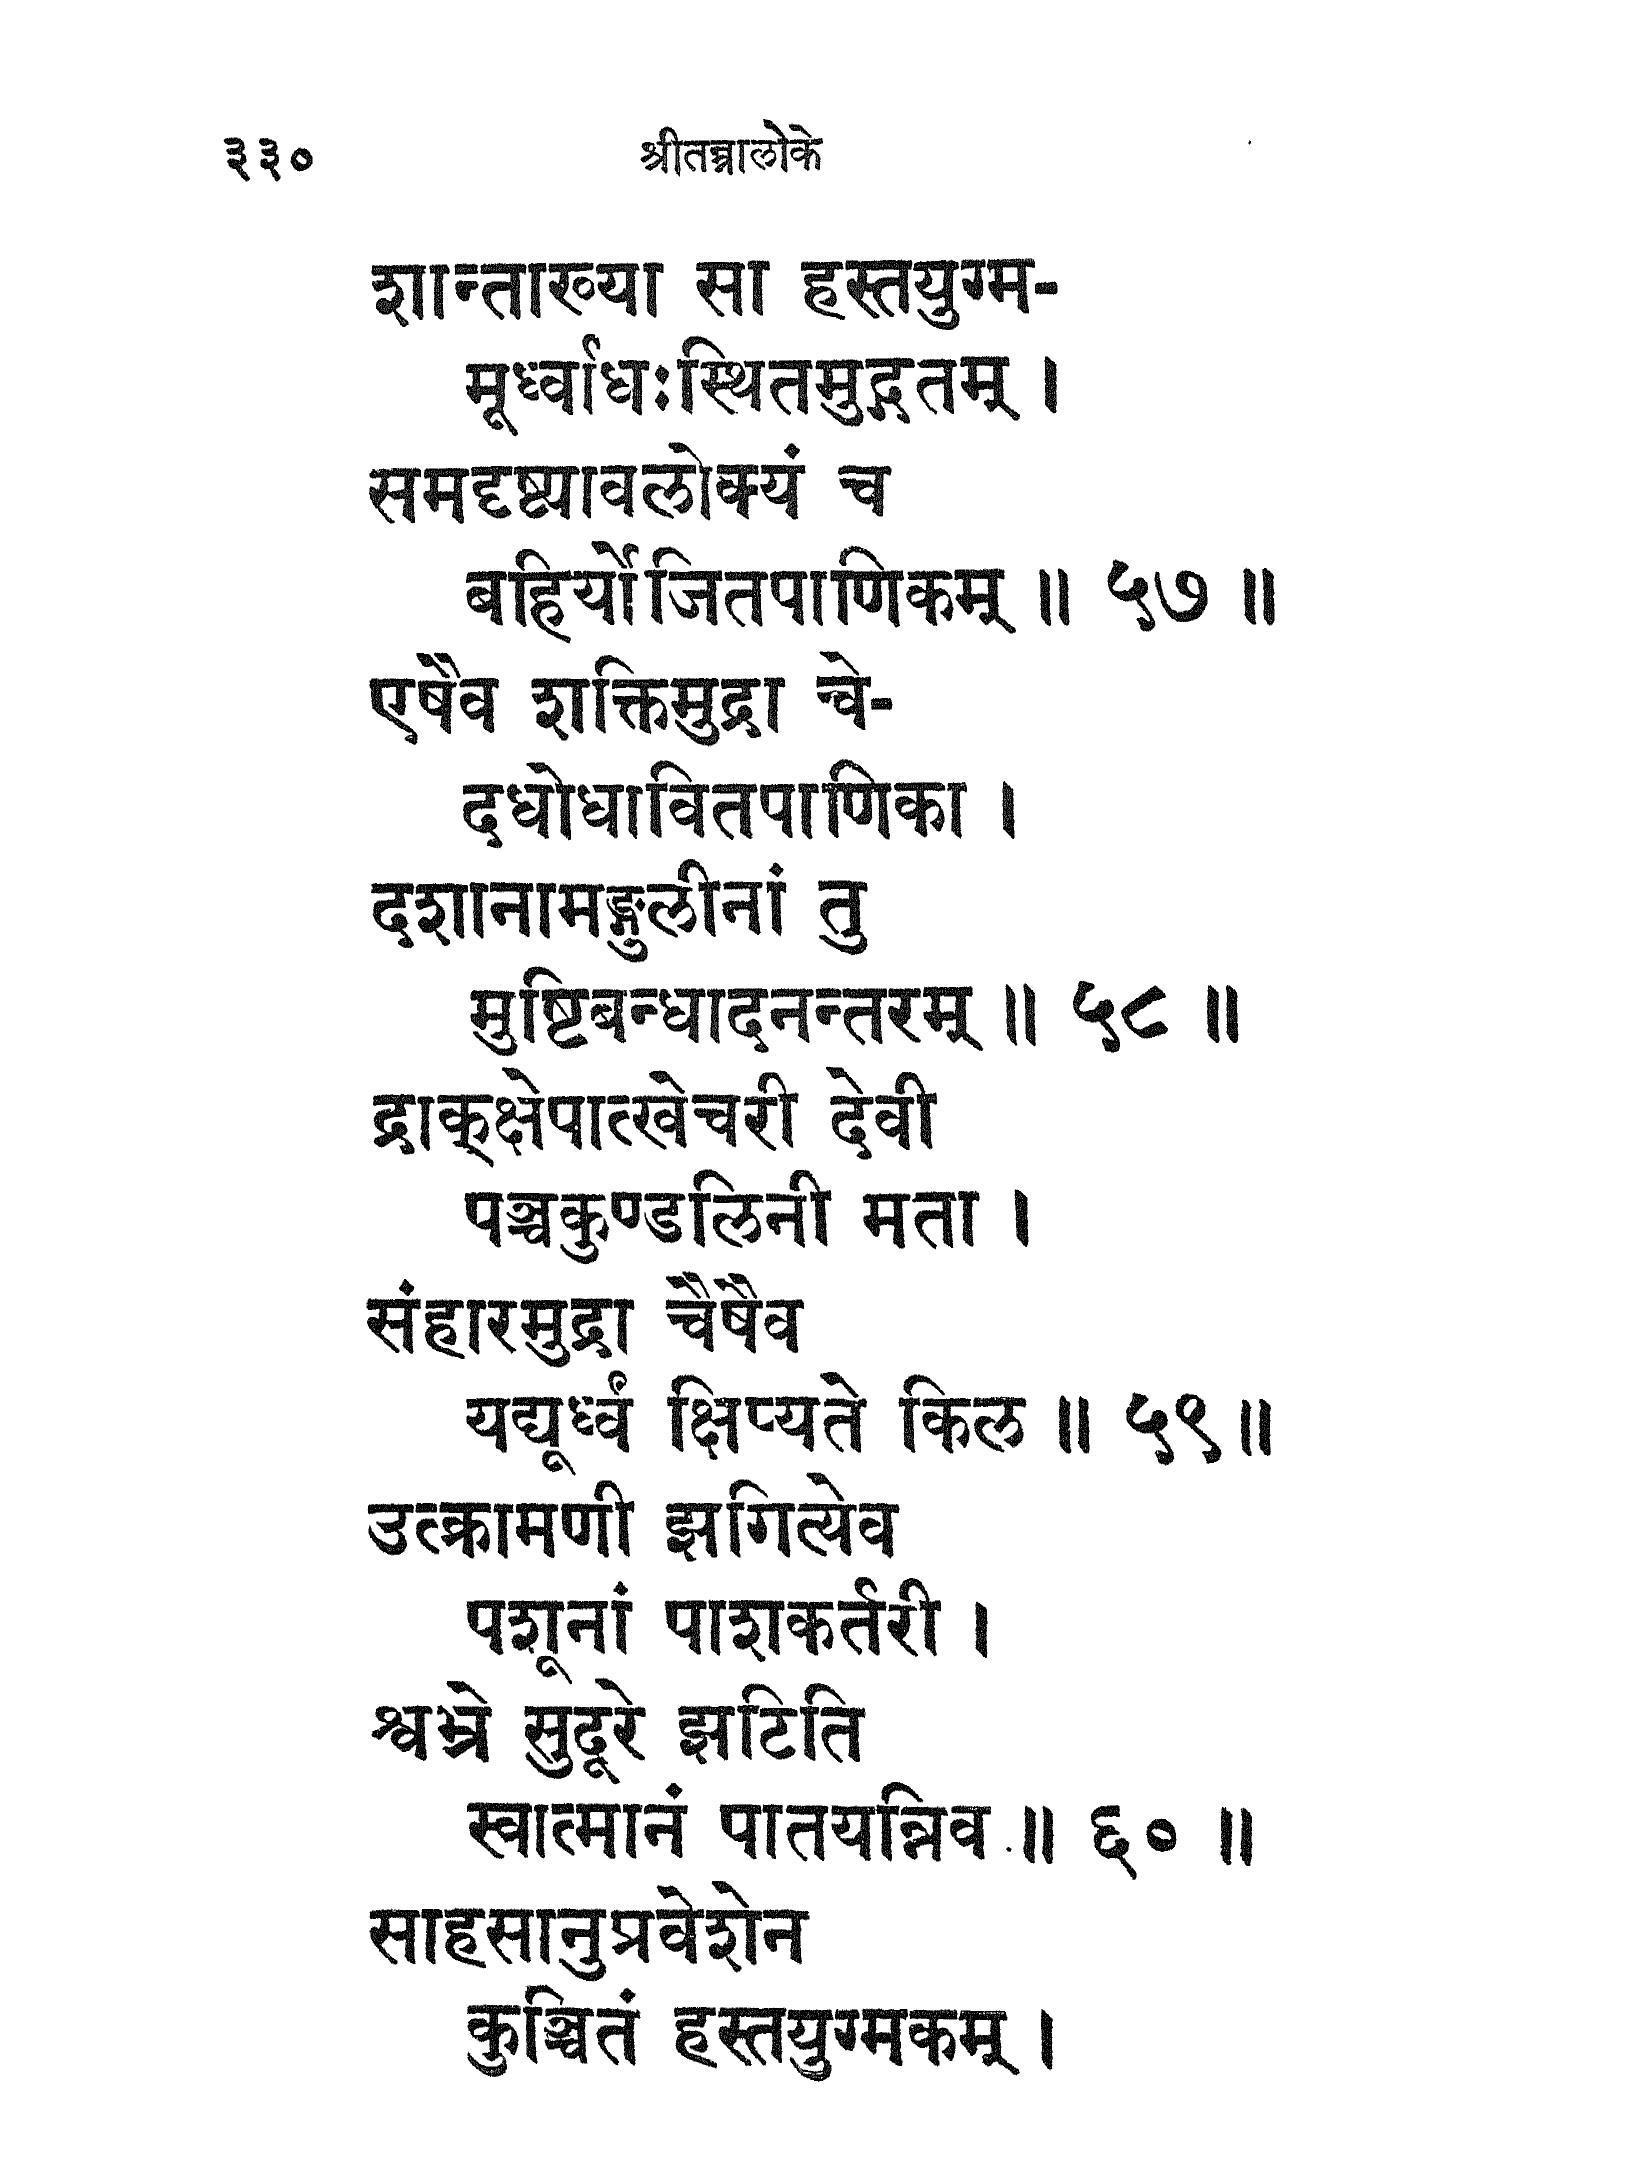 ३३० श्रीतन्त्रालोके
शान्ताख्या सा हस्तयुग्म-
मूर्ध्वाधःस्थितमुद्गतम् ।
समदृष्ट्यावलोक्यं च
बहिर्योजितपाणिकम् ॥ ५७ ॥
एषैव शक्तिमुद्रा चे-
दधोधावितपाणिका ।
दशानामङ्गुलीनां तु
मुष्टिबन्धादनन्तरम् ॥ ५८ ॥
द्राक्क्षेपात्खेचरी देवी
पञ्चकुण्डलिनी मता ।
संहारमुद्रा चैषैव
यद्यूर्ध्वं क्षिप्यते किल ॥ ५९ ॥
उत्क्रामणी झगित्येव
पशूनां पाशकर्तरी ।
श्वभ्रे सुदूरे झटिति
स्वात्मानं पातयन्निव ॥ ६० ॥
साहसानुप्रवेशेन
कुञ्चितं हस्तयुग्मकम् ।